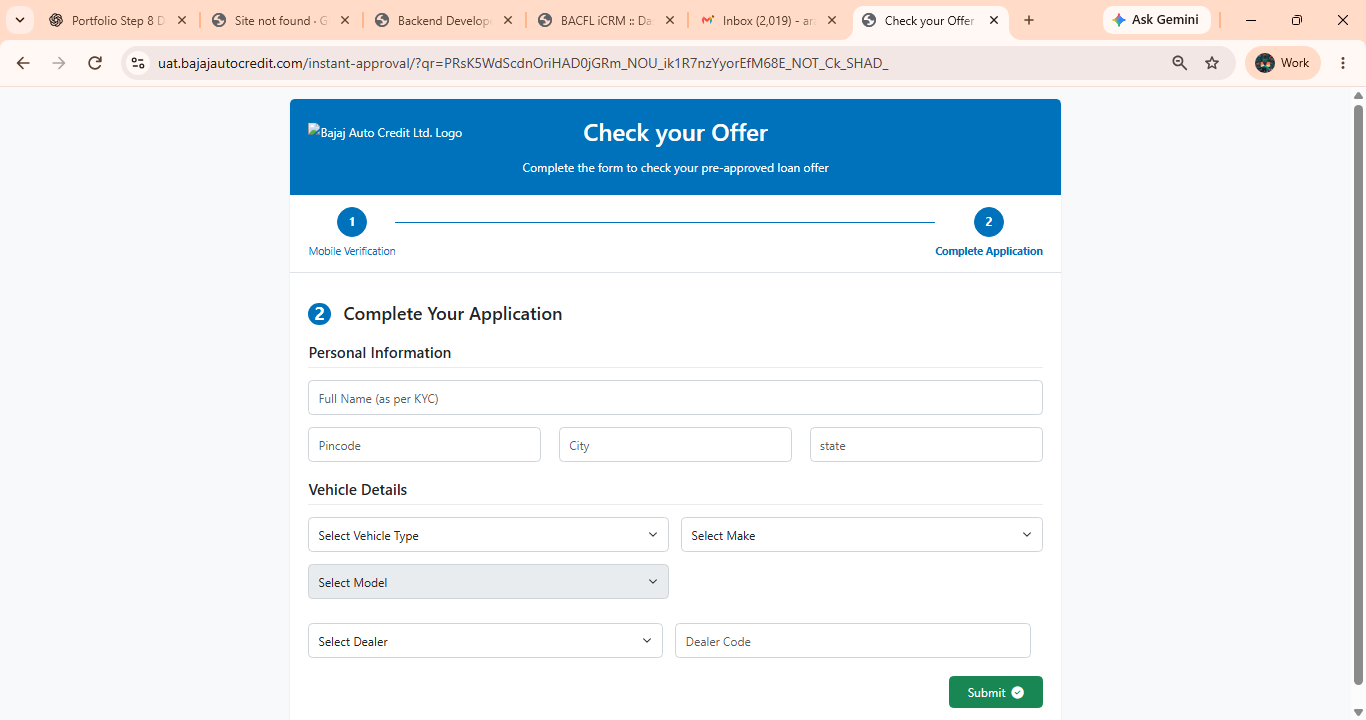 Portfolio Step 8 D
Site not found · G
Backend Develope
BACFL iCRM :: Da
Inbox (2,019) - ar
Check your Offer
Ask Gemini
uat.bajajautocredit.com/instant-approval/?qr=PRsK5WdScdnOriHAD0jGRm_NOU_ik1R7nzYyorEfM68E_NOT_Ck_SHAD_
Work
Bajaj Auto Credit Ltd. Logo
Check your Offer
Complete the form to check your pre-approved loan offer
1
2
Mobile Verification
Complete Application
2 Complete Your Application
Personal Information
Full Name (as per KYC)
Pincode
City
state
Vehicle Details
Select Vehicle Type
Select Make
Select Model
Select Dealer
Dealer Code
Submit